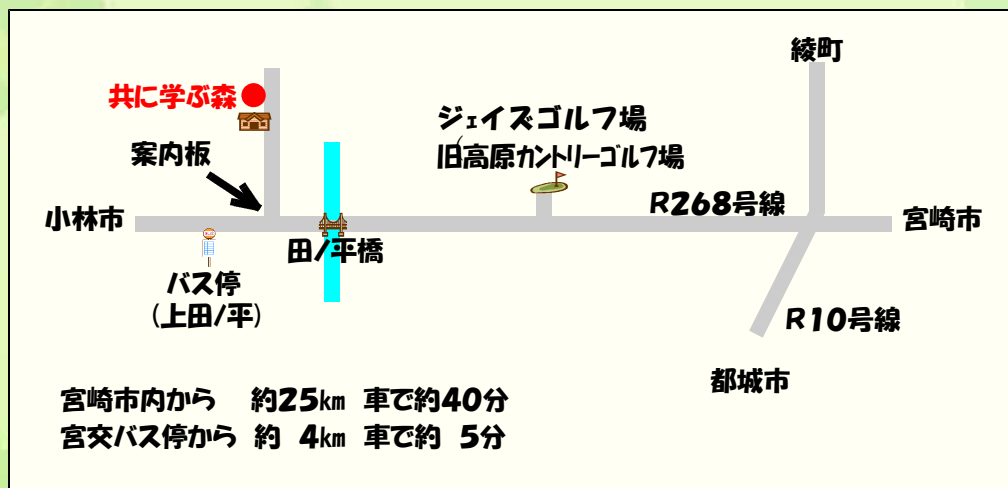 綾町
共に学ぶ森
ジェイズゴルフ場
旧高原カントリーゴルフ場
案内板
小林市
R268号線
宮崎市
田ノ平橋
バス停
(上田ノ平)
R10号線
都城市
宮崎市内から 約25km 車で約40分
宮交バス停から 約 4km 車で約 5分